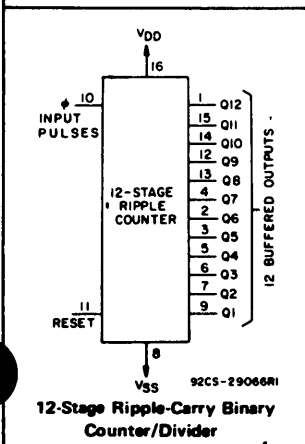 VDD
16
ϕ 10
INPUT
PULSES
12-STAGE
RIPPLE
COUNTER
1 Q12
15 Q11
14 Q10
12 Q9
13 Q8
4 Q7
2 Q6
3 Q5
5 Q4
6 Q3
7 Q2
9 Q1
12 BUFFERED OUTPUTS
11
RESET
8
VSS
92CS-29066R1
12-Stage Ripple-Carry Binary
Counter/Divider